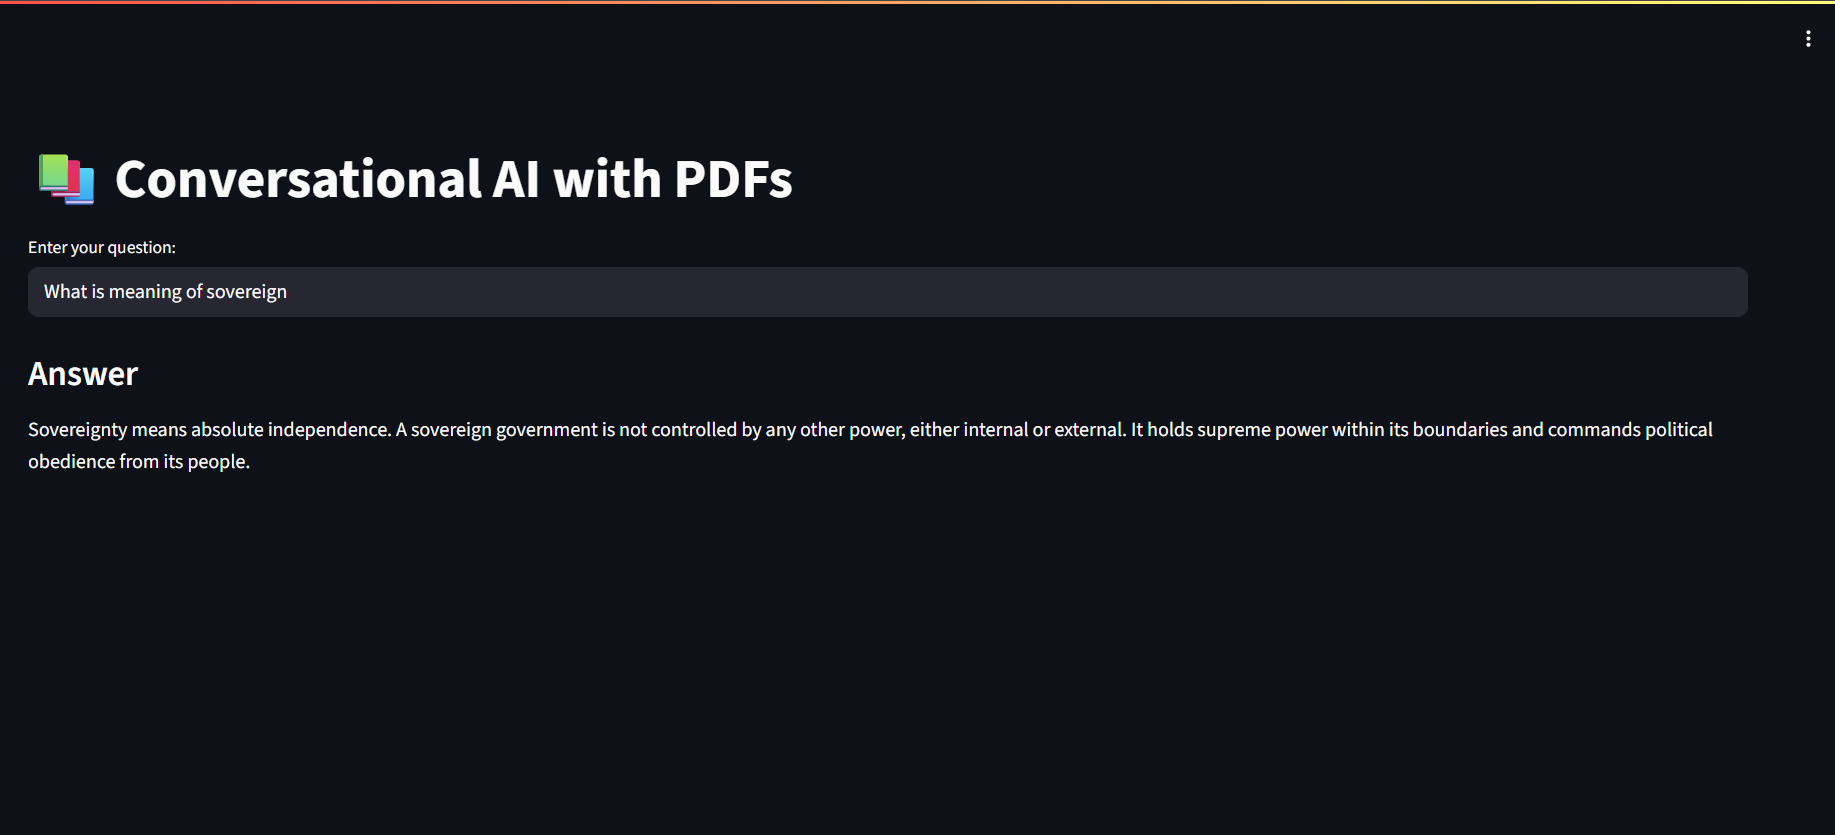 Conversational AI with PDFs
Enter your question:
What is meaning of sovereign
Answer
Sovereignty means absolute independence. A sovereign government is not controlled by any other power, either internal or external. It holds supreme power within its boundaries and commands political
obedience from its people.